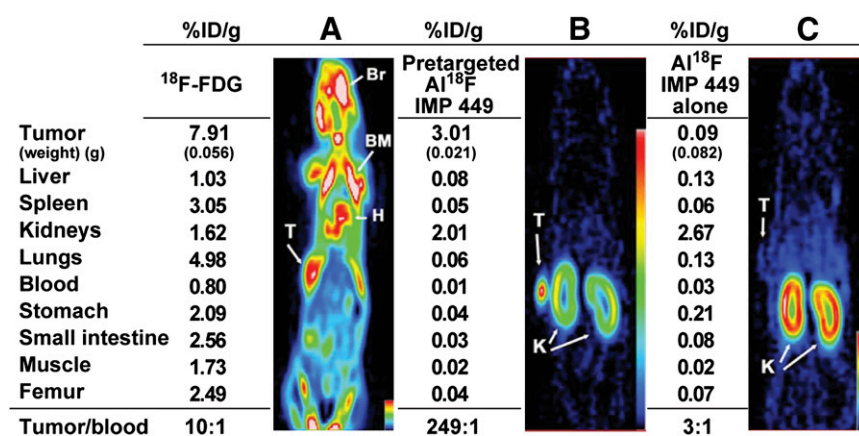 %ID/g A %ID/g B %ID/g C
18F-FDG Pretargeted Al18F IMP 449 Al18F IMP 449 alone
Tumor 7.91 3.01 0.09
(weight) (g) (0.056) (0.021) (0.082)
Liver 1.03 0.08 0.13
Spleen 3.05 0.05 0.06
Kidneys 1.62 2.01 2.67
Lungs 4.98 0.06 0.13
Blood 0.80 0.01 0.03
Stomach 2.09 0.04 0.21
Small intestine 2.56 0.03 0.08
Muscle 1.73 0.02 0.02
Femur 2.49 0.04 0.07
Tumor/blood 10:1 249:1 3:1
Br
BM
H
T
T
K
T
K